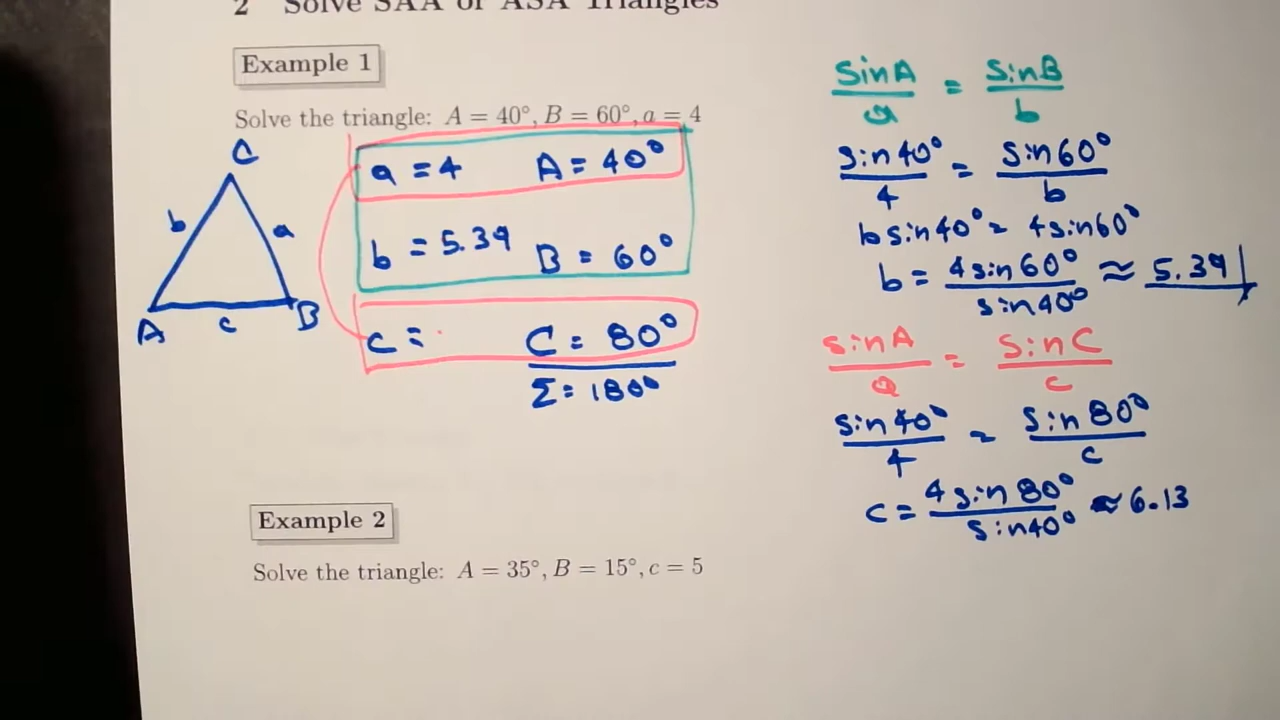 2 Solve SAA or ASA Triangles
Example 1
Solve the triangle: A = 40°, B = 60°, a = 4
C
b
a
A
c
B
a = 4 A = 40°
b = 5.39 B = 60°
c = C = 80°
Σ = 180°
sinA/a = sinB/b
sin40°/4 = sin60°/b
b sin40° = 4sin60°
b = 4sin60°/sin40° ≈ 5.39
sinA/a = sinC/c
sin40°/4 = sin80°/c
c = 4sin80°/sin40° ≈ 6.13
Example 2
Solve the triangle: A = 35°, B = 15°, c = 5